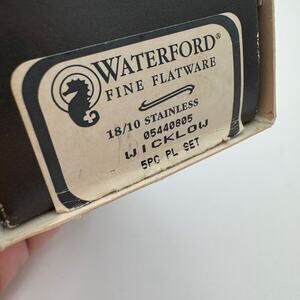 WATERFORD®
FINE FLATWARE
18/10 STAINLESS
05440805
WICKLOW
5PC PL SET